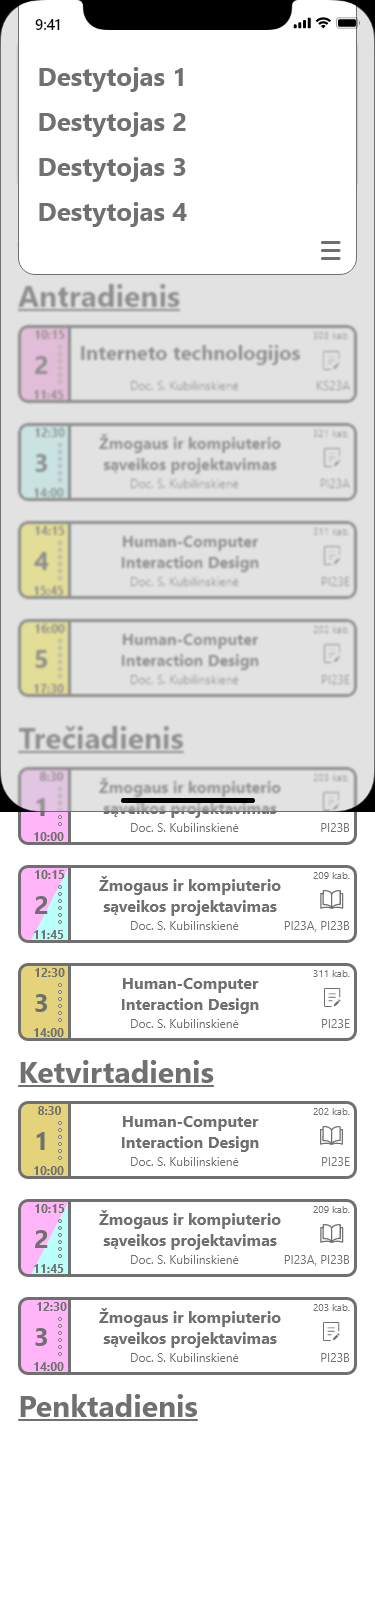 9:41
Destytojas 1
Destytojas 2
Destytojas 3
Destytojas 4
Antradienis
10:15
303 kab.
2
Interneto technologijos
11:45
Doc. S. Kubilinskienė
KS23A
12:30
321 kab.
3
Žmogaus ir kompiuterio
sąveikos projektavimas
14:00
Doc. S. Kubilinskienė
PI23A
14:15
311 kab.
4
Human-Computer
Interaction Design
15:45
Doc. S. Kubilinskienė
PI23E
16:00
202 kab.
5
Human-Computer
Interaction Design
17:30
Doc. S. Kubilinskienė
PI23E
Trečiadienis
8:30
203 kab.
1
Žmogaus ir kompiuterio
sąveikos projektavimas
10:00
Doc. S. Kubilinskienė
PI23B
10:15
209 kab.
2
Žmogaus ir kompiuterio
sąveikos projektavimas
11:45
Doc. S. Kubilinskienė
PI23A, PI23B
12:30
311 kab.
3
Human-Computer
Interaction Design
14:00
Doc. S. Kubilinskienė
PI23E
Ketvirtadienis
8:30
202 kab.
1
Human-Computer
Interaction Design
10:00
Doc. S. Kubilinskienė
PI23E
10:15
209 kab.
2
Žmogaus ir kompiuterio
sąveikos projektavimas
11:45
Doc. S. Kubilinskienė
PI23A, PI23B
12:30
203 kab.
3
Žmogaus ir kompiuterio
sąveikos projektavimas
14:00
Doc. S. Kubilinskienė
PI23B
Penktadienis